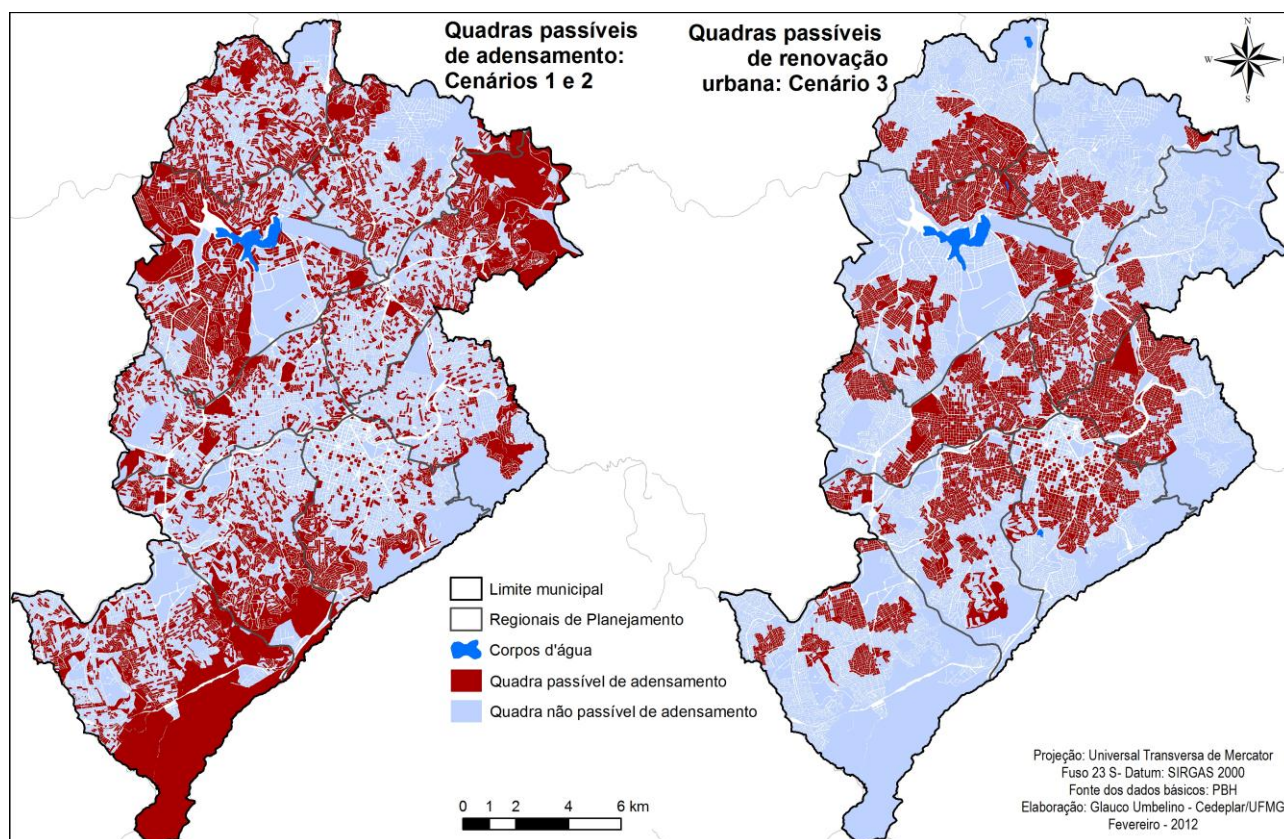 Quadras passíveis
de adensamento:
Cenários 1 e 2
Quadras passíveis
de renovação
urbana: Cenário 3
N
W
E
S
Limite municipal
Regionais de Planejamento
Corpos d'água
Quadra passível de adensamento
Quadra não passível de adensamento
0 1 2 4 6 km
Projeção: Universal Transversa de Mercator
Fuso 23 S- Datum: SIRGAS 2000
Fonte dos dados básicos: PBH
Elaboração: Glauco Umbelino - Cedeplar/UFMG
Fevereiro - 2012